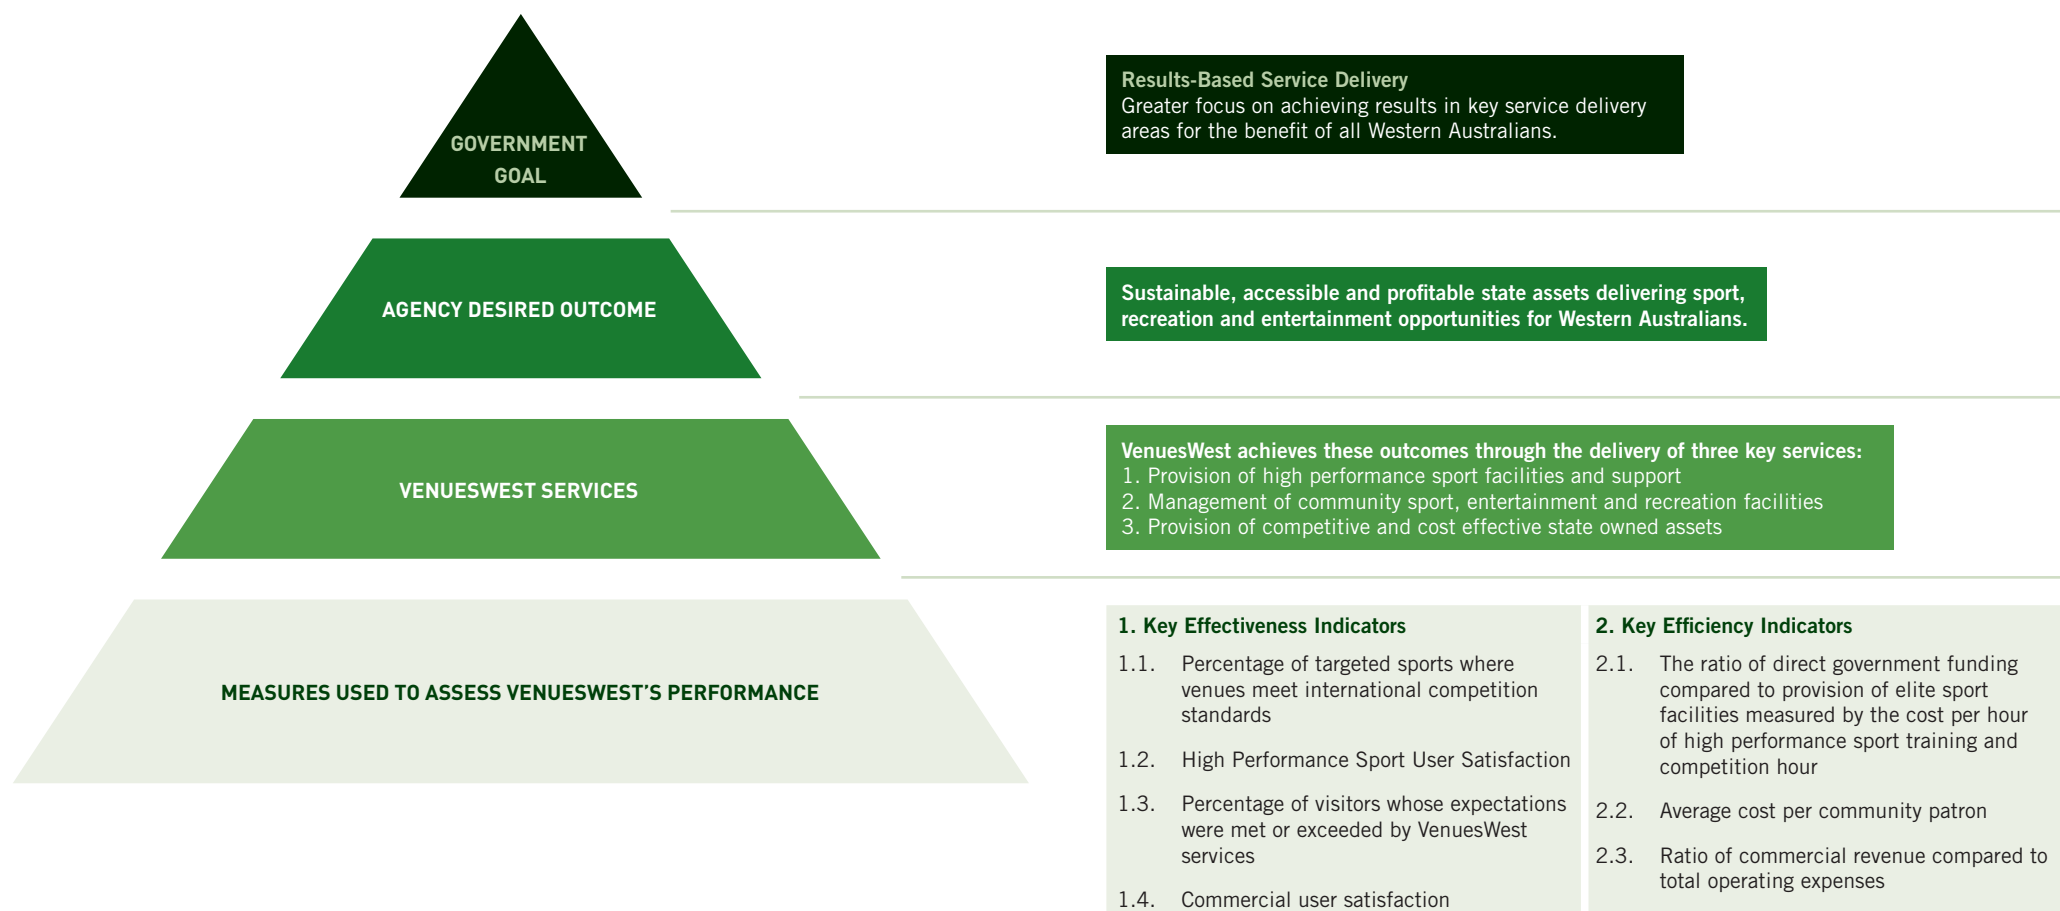 GOVERNMENT
GOAL
Results-Based Service Delivery
Greater focus on achieving results in key service delivery
areas for the benefit of all Western Australians.
AGENCY DESIRED OUTCOME
Sustainable, accessible and profitable state assets delivering sport,
recreation and entertainment opportunities for Western Australians.
VENUESWEST SERVICES
VenuesWest achieves these outcomes through the delivery of three key services:
1. Provision of high performance sport facilities and support
2. Management of community sport, entertainment and recreation facilities
3. Provision of competitive and cost effective state owned assets
MEASURES USED TO ASSESS VENUESWEST'S PERFORMANCE
1. Key Effectiveness Indicators
1.1. Percentage of targeted sports where
venues meet international competition
standards
1.2. High Performance Sport User Satisfaction
1.3. Percentage of visitors whose expectations
were met or exceeded by VenuesWest
services
1.4. Commercial user satisfaction
2. Key Efficiency Indicators
2.1. The ratio of direct government funding
compared to provision of elite sport
facilities measured by the cost per hour
of high performance sport training and
competition hour
2.2. Average cost per community patron
2.3. Ratio of commercial revenue compared to
total operating expenses